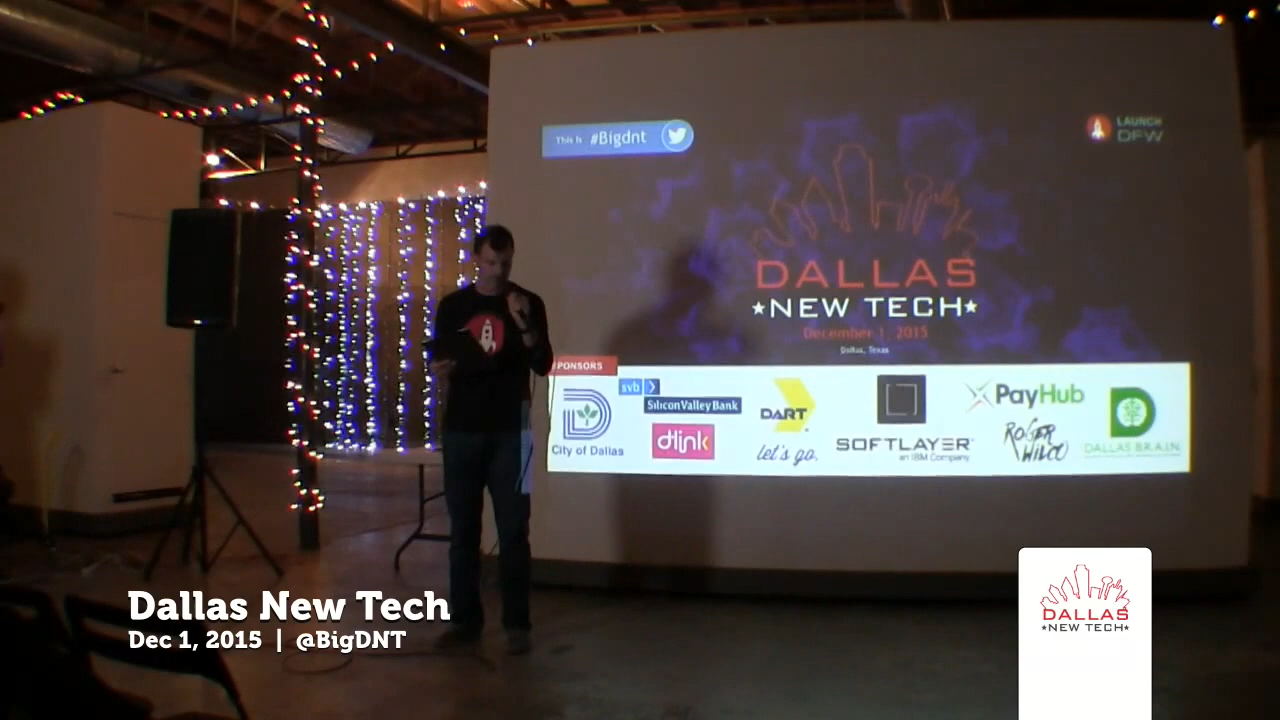 This is #Bigdnt
LAUNCH
DFW
DALLAS
NEW TECH
December 1, 2015
Dallas, Texas
SPONSORS
City of Dallas
svb
Silicon Valley Bank
dlink
DART
let's go.
SOFTLAYER
an IBM Company
PayHub
ROGER
WILCO
DALLAS B.R.A.I.N.
Dallas New Tech
Dec 1, 2015 | @BigDNT
DALLAS
NEW TECH